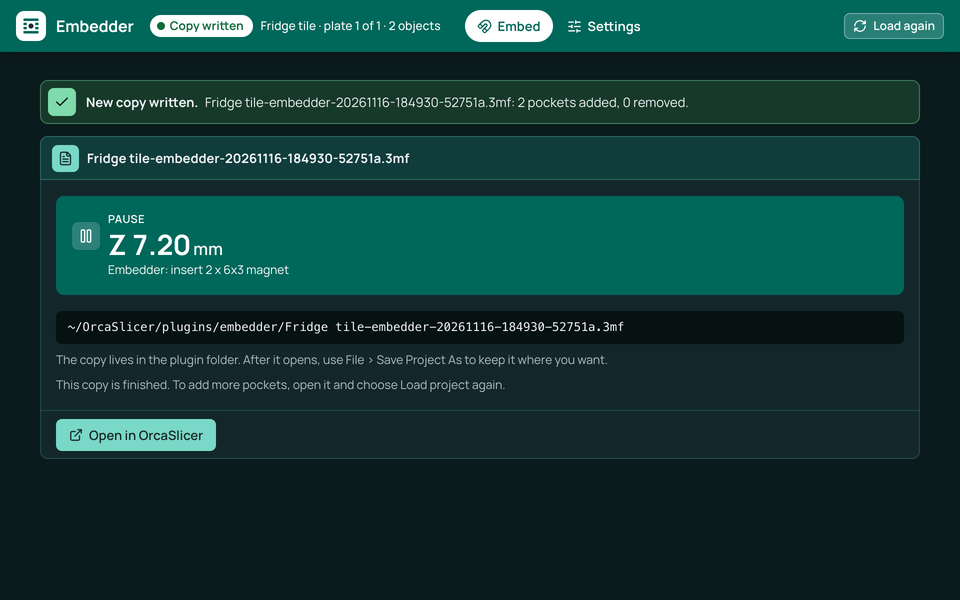 Embedder
Copy written
Fridge tile · plate 1 of 1 · 2 objects
Embed
Settings
Load again
New copy written. Fridge tile-embedder-20261116-184930-52751a.3mf: 2 pockets added, 0 removed.
Fridge tile-embedder-20261116-184930-52751a.3mf
PAUSE
Z 7.20 mm
Embedder: insert 2 x 6x3 magnet
~/OrcaSlicer/plugins/embedder/Fridge tile-embedder-20261116-184930-52751a.3mf
The copy lives in the plugin folder. After it opens, use File > Save Project As to keep it where you want.
This copy is finished. To add more pockets, open it and choose Load project again.
Open in OrcaSlicer